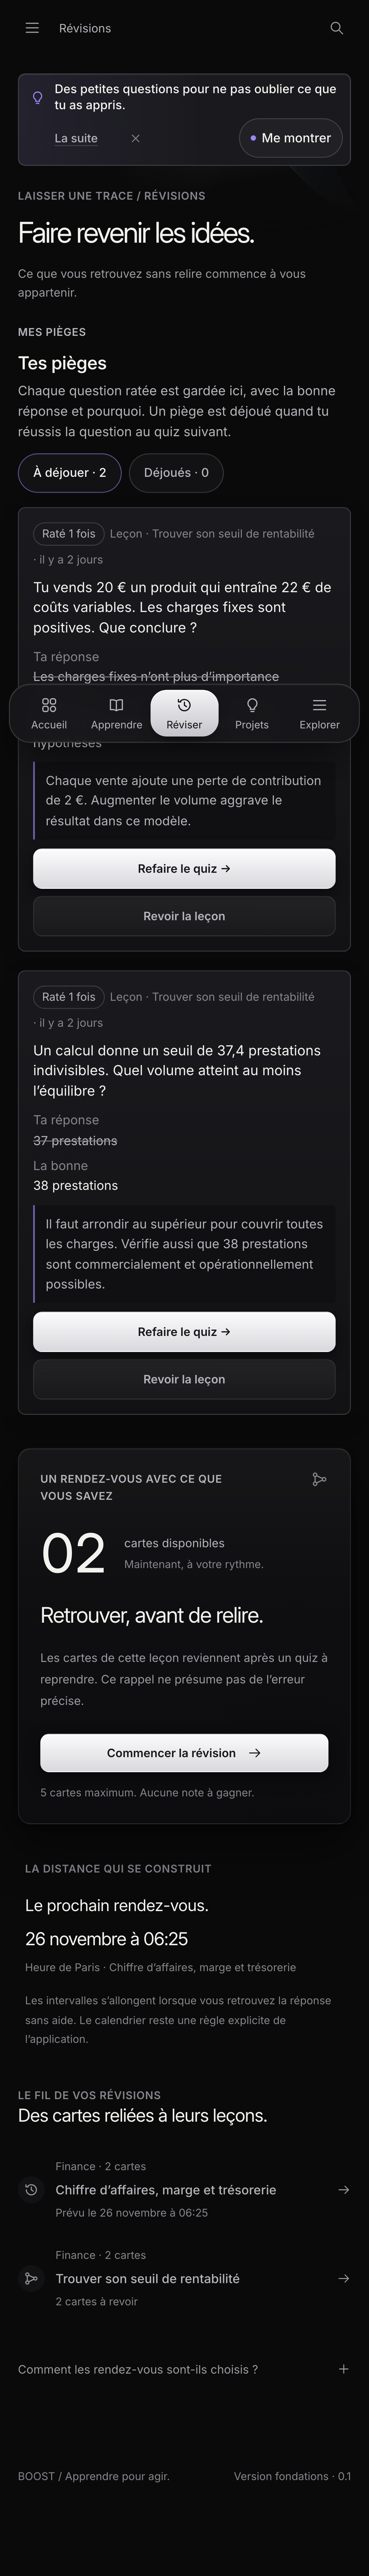 Révisions
Des petites questions pour ne pas oublier ce que
tu as appris.
La suite
Me montrer
LAISSER UNE TRACE / RÉVISIONS
Faire revenir les idées.
Ce que vous retrouvez sans relire commence à vous
appartenir.
MES PIÈGES
Tes pièges
Chaque question ratée est gardée ici, avec la bonne
réponse et pourquoi. Un piège est déjoué quand tu
réussis la question au quiz suivant.
À déjouer · 2
Déjoués · 0
Raté 1 fois Leçon · Trouver son seuil de rentabilité
· il y a 2 jours
Tu vends 20 € un produit qui entraîne 22 € de
coûts variables. Les charges fixes sont
positives. Que conclure ?
Ta réponse
Les charges fixes n’ont plus d’importance
Accueil Apprendre Réviser Projets Explorer
hypothèses
Chaque vente ajoute une perte de contribution
de 2 €. Augmenter le volume aggrave le
résultat dans ce modèle.
Refaire le quiz →
Revoir la leçon
Raté 1 fois Leçon · Trouver son seuil de rentabilité
· il y a 2 jours
Un calcul donne un seuil de 37,4 prestations
indivisibles. Quel volume atteint au moins
l’équilibre ?
Ta réponse
37 prestations
La bonne
38 prestations
Il faut arrondir au supérieur pour couvrir toutes
les charges. Vérifie aussi que 38 prestations
sont commercialement et opérationnellement
possibles.
Refaire le quiz →
Revoir la leçon
UN RENDEZ-VOUS AVEC CE QUE
VOUS SAVEZ
02
cartes disponibles
Maintenant, à votre rythme.
Retrouver, avant de relire.
Les cartes de cette leçon reviennent après un quiz à
reprendre. Ce rappel ne présume pas de l’erreur
précise.
Commencer la révision →
5 cartes maximum. Aucune note à gagner.
LA DISTANCE QUI SE CONSTRUIT
Le prochain rendez-vous.
26 novembre à 06:25
Heure de Paris · Chiffre d’affaires, marge et trésorerie
Les intervalles s’allongent lorsque vous retrouvez la réponse
sans aide. Le calendrier reste une règle explicite de
l’application.
LE FIL DE VOS RÉVISIONS
Des cartes reliées à leurs leçons.
Finance · 2 cartes
Chiffre d’affaires, marge et trésorerie →
Prévu le 26 novembre à 06:25
Finance · 2 cartes
Trouver son seuil de rentabilité →
2 cartes à revoir
Comment les rendez-vous sont-ils choisis ? +
BOOST / Apprendre pour agir.
Version fondations · 0.1